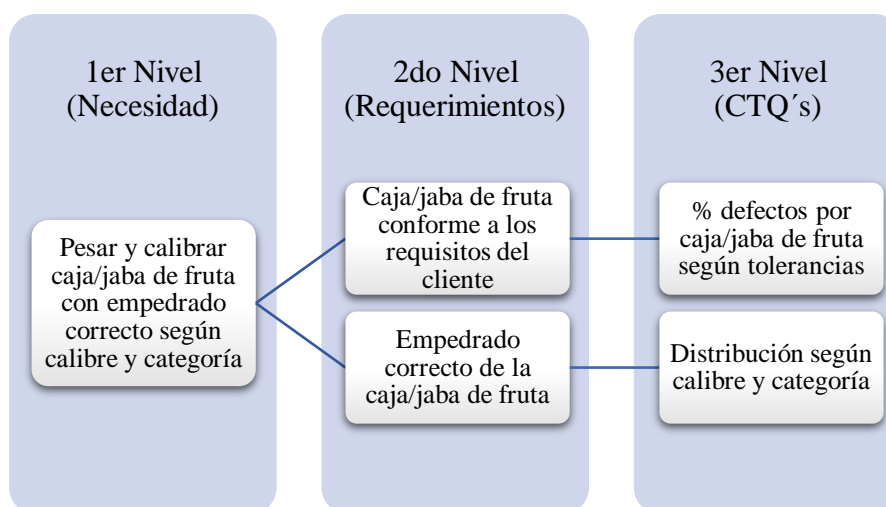 1er Nivel
(Necesidad)
2do Nivel
(Requerimientos)
3er Nivel
(CTQ´s)
Pesar y calibrar
caja/jaba de fruta
con empedrado
correcto según
calibre y categoría
Caja/jaba de fruta
conforme a los
requisitos del
cliente
Empedrado
correcto de la
caja/jaba de fruta
% defectos por
caja/jaba de fruta
según tolerancias
Distribución según
calibre y categoría